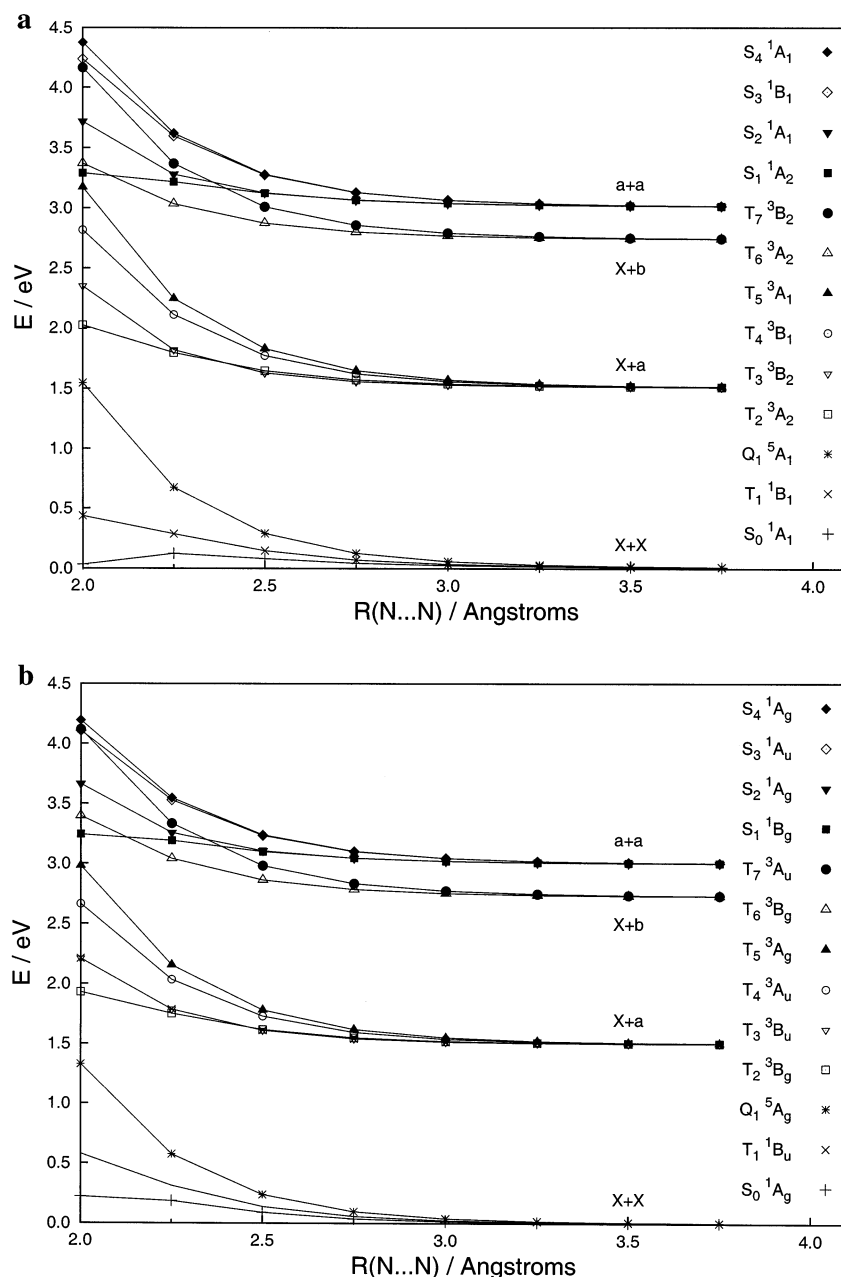 a
4.5
4.0
3.5
3.0
2.5
2.0
1.5
1.0
0.5
0.0
E / eV
2.0 2.5 3.0 3.5 4.0
R(N...N) / Angstroms
a+a
X+b
X+a
X+X
S4 1A1
S3 1B1
S2 1A1
S1 1A2
T7 3B2
T6 3A2
T5 3A1
T4 3B1
T3 3B2
T2 3A2
Q1 5A1
T1 1B1
S0 1A1
b
4.5
4.0
3.5
3.0
2.5
2.0
1.5
1.0
0.5
0.0
E / eV
2.0 2.5 3.0 3.5 4.0
R(N...N) / Angstroms
a+a
X+b
X+a
X+X
S4 1Ag
S3 1Au
S2 1Ag
S1 1Bg
T7 3Au
T6 3Bg
T5 3Ag
T4 3Au
T3 3Bu
T2 3Bg
Q1 5Ag
T1 1Bu
S0 1Ag